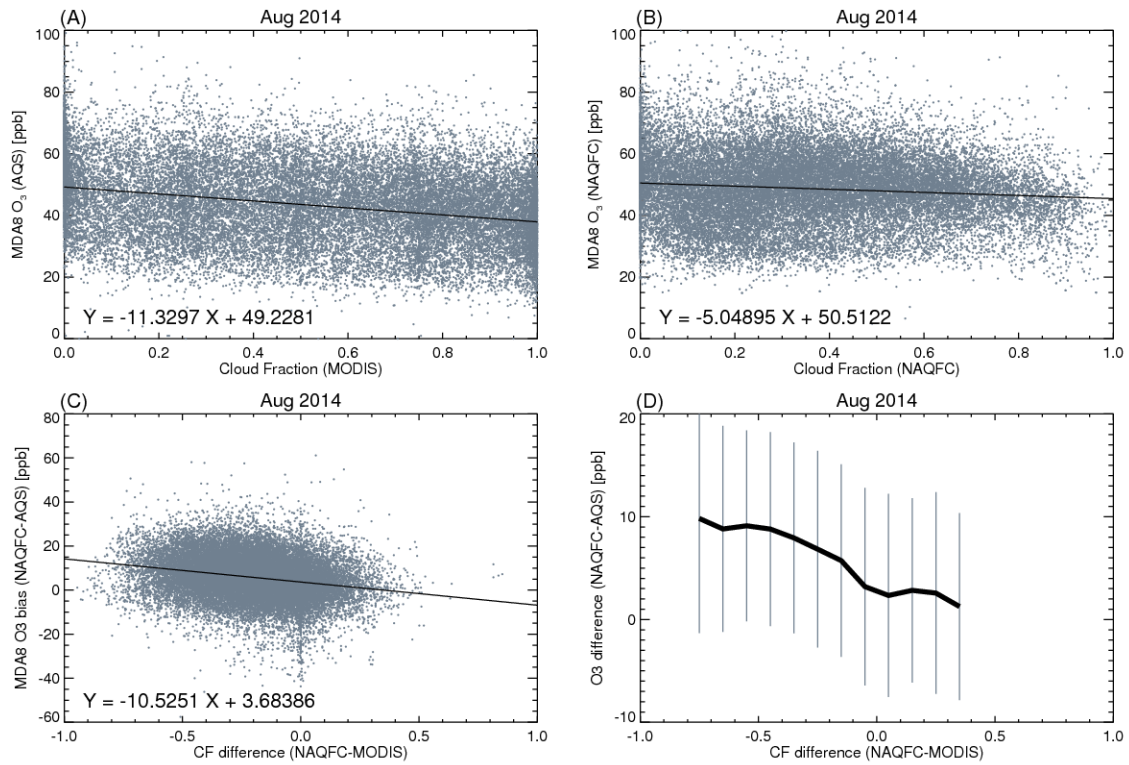 (A) Aug 2014
100
80
60
40
20
0
MDA8 O3 (AQS) [ppb]
Y = -11.3297 X + 49.2281
0.0 0.2 0.4 0.6 0.8 1.0
Cloud Fraction (MODIS)
(B) Aug 2014
100
80
60
40
20
0
MDA8 O3 (NAQFC) [ppb]
Y = -5.04895 X + 50.5122
0.0 0.2 0.4 0.6 0.8 1.0
Cloud Fraction (NAQFC)
(C) Aug 2014
80
60
40
20
0
-20
-40
-60
MDA8 O3 bias (NAQFC-AQS) [ppb]
Y = -10.5251 X + 3.68386
-1.0 -0.5 0.0 0.5 1.0
CF difference (NAQFC-MODIS)
(D) Aug 2014
20
10
0
-10
O3 difference (NAQFC-AQS) [ppb]
-1.0 -0.5 0.0 0.5 1.0
CF difference (NAQFC-MODIS)